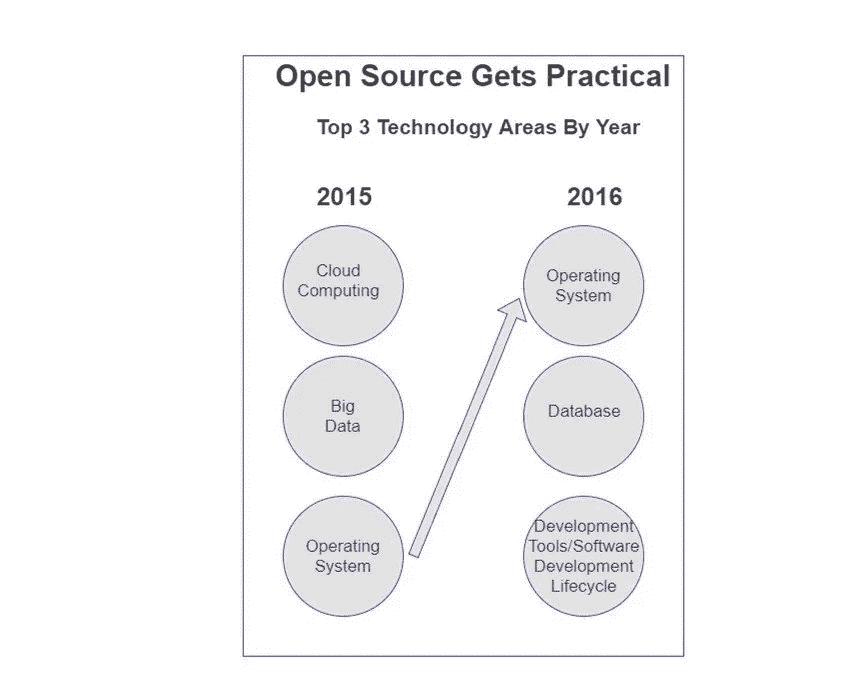 Open Source Gets Practical
Top 3 Technology Areas By Year
2015
Cloud
Computing
Big
Data
Operating
System
2016
Operating
System
Database
Development
Tools/Software
Development
Lifecycle